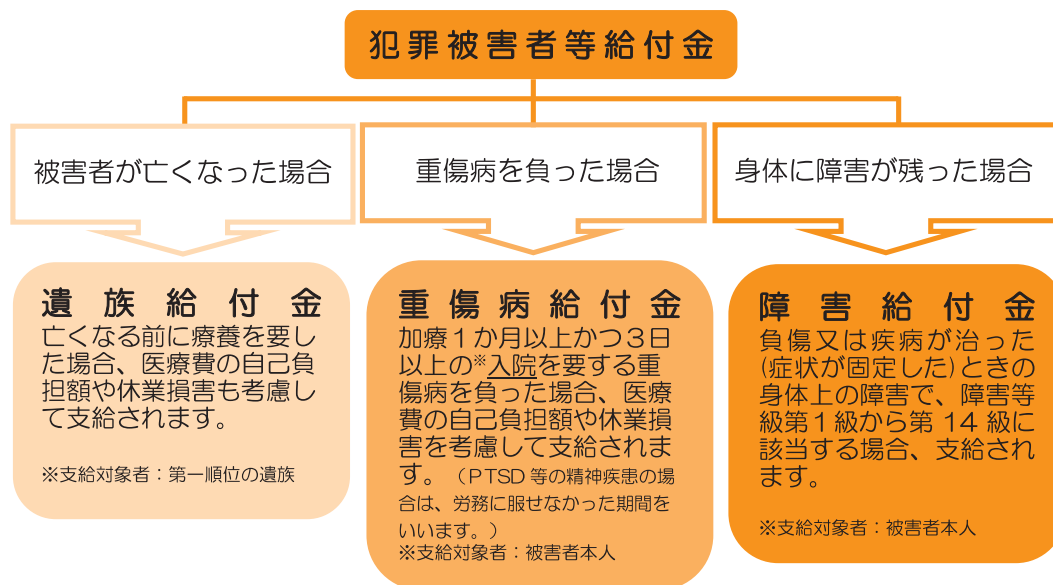 犯罪被害者等給付金
被害者が亡くなった場合
重傷病を負った場合
身体に障害が残った場合
遺族給付金
亡くなる前に療養を要し
た場合、医療費の自己負
担額や休業損害も考慮し
て支給されます。
※支給対象者:第一順位の遺族
重傷病給付金
加療1か月以上かつ3日
以上の※入院を要する重
傷病を負った場合、医療
費の自己負担額や休業損
害を考慮して支給されま
す。(PTSD等の精神疾患の場
合は、労務に服せなかった期間を
いいます。)
※支給対象者:被害者本人
障害給付金
負傷又は疾病が治った
(症状が固定した)ときの
身体上の障害で、障害等
級第1級から第14級に
該当する場合、支給され
ます。
※支給対象者:被害者本人